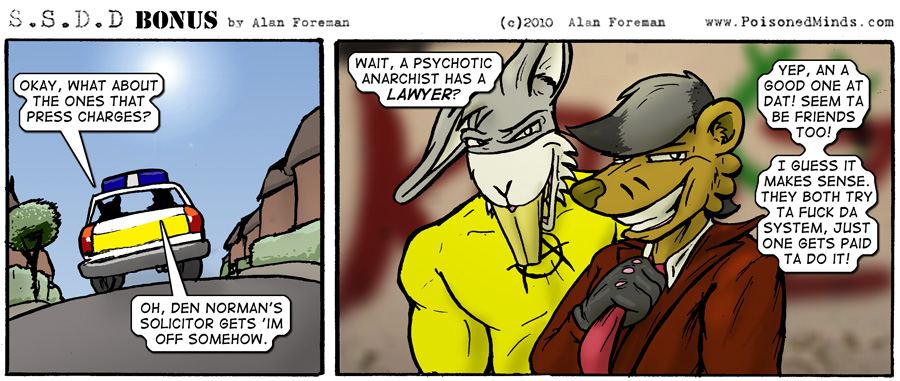 S.S.D.D BONUS by Alan Foreman (c)2010 Alan Foreman www.PoisonedMinds.com
OKAY, WHAT ABOUT
THE ONES THAT
PRESS CHARGES?
OH, DEN NORMAN'S
SOLICITOR GETS 'IM
OFF SOMEHOW.
WAIT, A PSYCHOTIC
ANARCHIST HAS A
LAWYER?
YEP, AN A
GOOD ONE AT
DAT! SEEM TA
BE FRIENDS
TOO!
I GUESS IT
MAKES SENSE.
THEY BOTH TRY
TA FUCK DA
SYSTEM, JUST
ONE GETS PAID
TA DO IT!